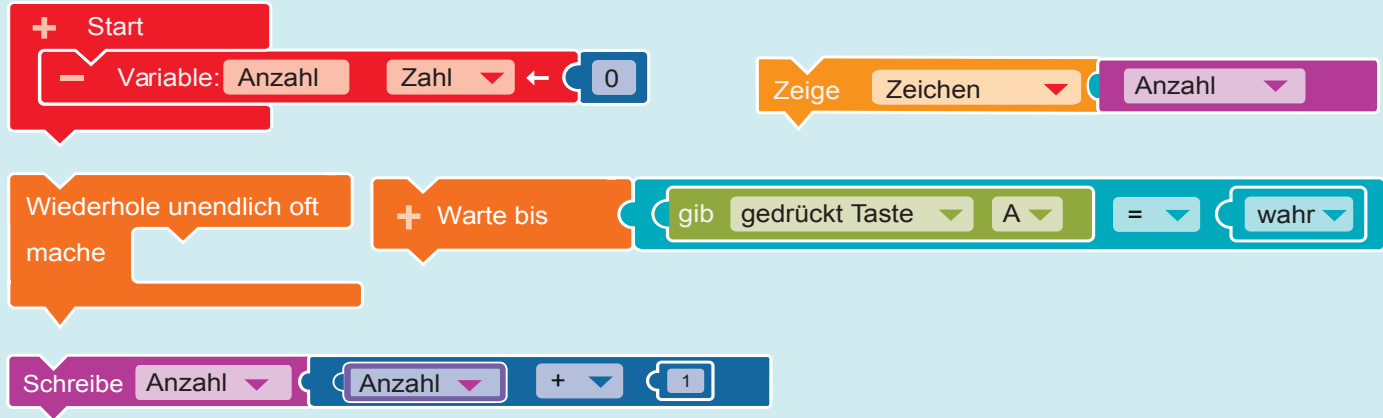 + Start
− Variable: Anzahl Zahl ← 0
Zeige Zeichen Anzahl
Wiederhole unendlich oft
mache
+ Warte bis gib gedrückt Taste A = wahr
Schreibe Anzahl Anzahl + 1